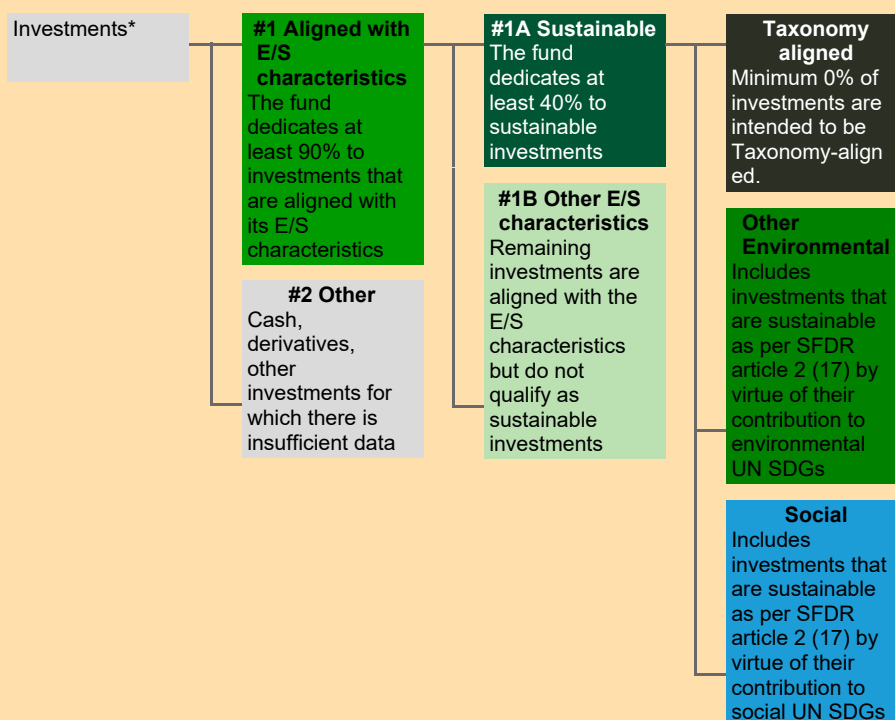 Investments*
#1 Aligned with
E/S
characteristics
The fund
dedicates at
least 90% to
investments that
are aligned with
its E/S
characteristics
#2 Other
Cash,
derivatives,
other
investments for
which there is
insufficient data
#1A Sustainable
The fund
dedicates at
least 40% to
sustainable
investments
#1B Other E/S
characteristics
Remaining
investments are
aligned with the
E/S
characteristics
but do not
qualify as
sustainable
investments
Taxonomy
aligned
Minimum 0% of
investments are
intended to be
Taxonomy-align
ed.
Other
Environmental
Includes
investments that
are sustainable
as per SFDR
article 2 (17) by
virtue of their
contribution to
environmental
UN SDGs
Social
Includes
investments that
are sustainable
as per SFDR
article 2 (17) by
virtue of their
contribution to
social UN SDGs